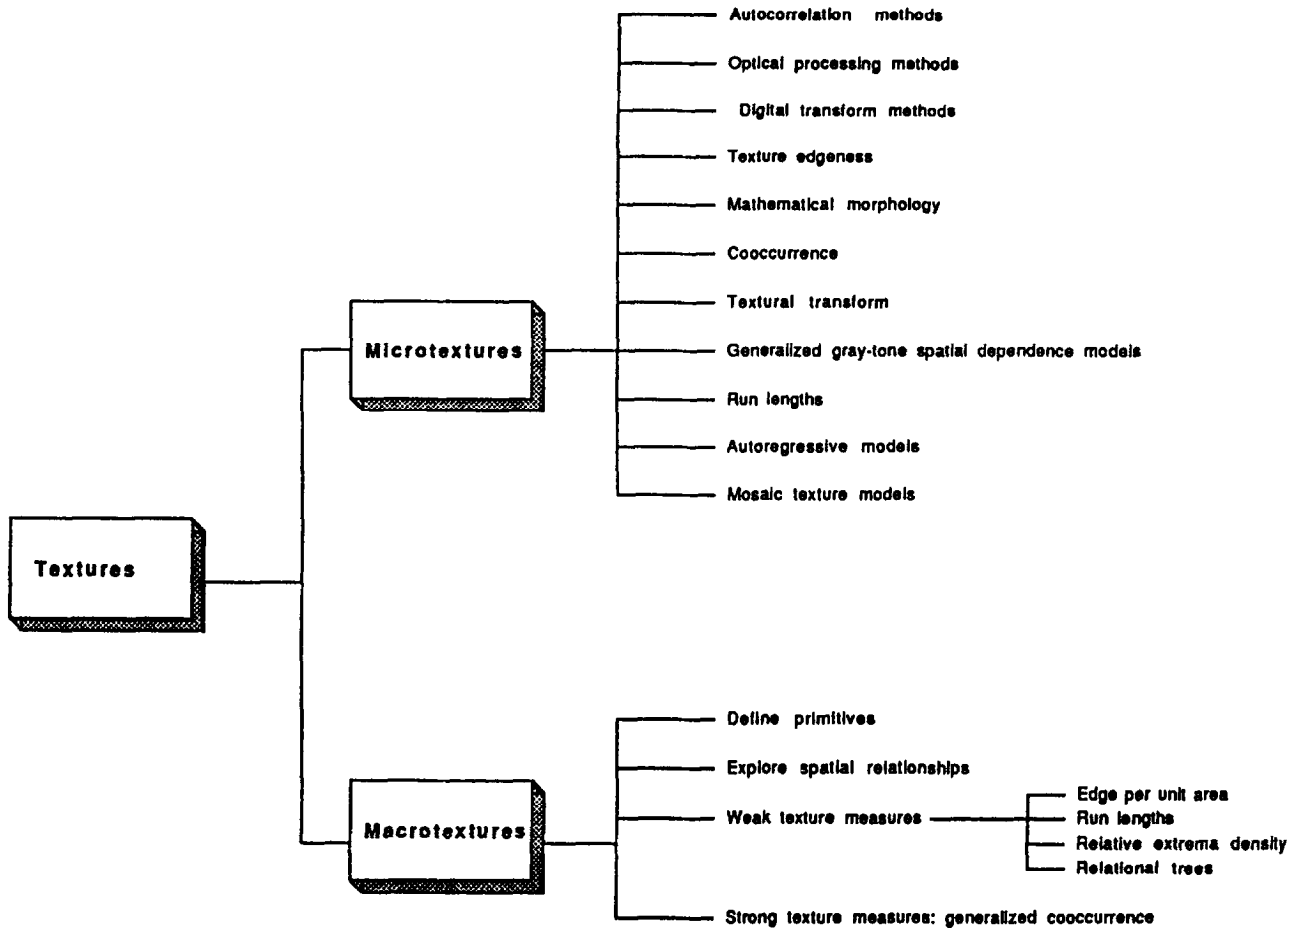 Textures
Microtextures
Autocorrelation methods
Optical processing methods
Digital transform methods
Texture edgeness
Mathematical morphology
Cooccurrence
Textural transform
Generalized gray-tone spatial dependence models
Run lengths
Autoregressive models
Mosaic texture models
Macrotextures
Define primitives
Explore spatial relationships
Weak texture measures
Edge per unit area
Run lengths
Relative extrema density
Relational trees
Strong texture measures: generalized cooccurrence